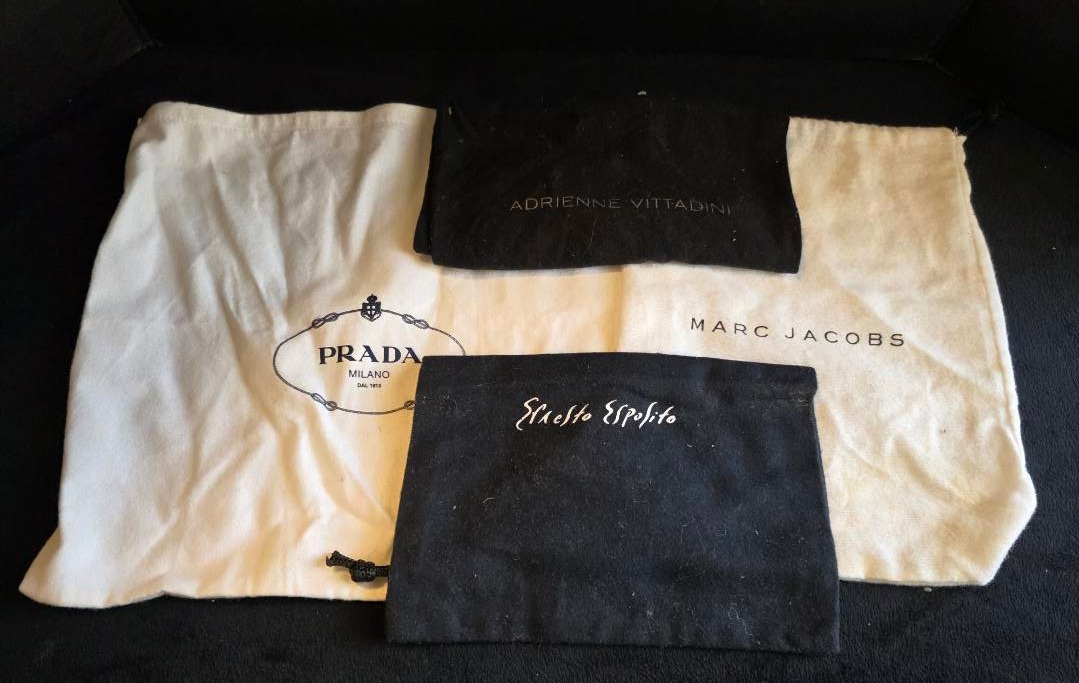 ADRIENNE VITTADINI
PRADA
MILANO
DAL 1913
MARC JACOBS
Ernesto Esposito